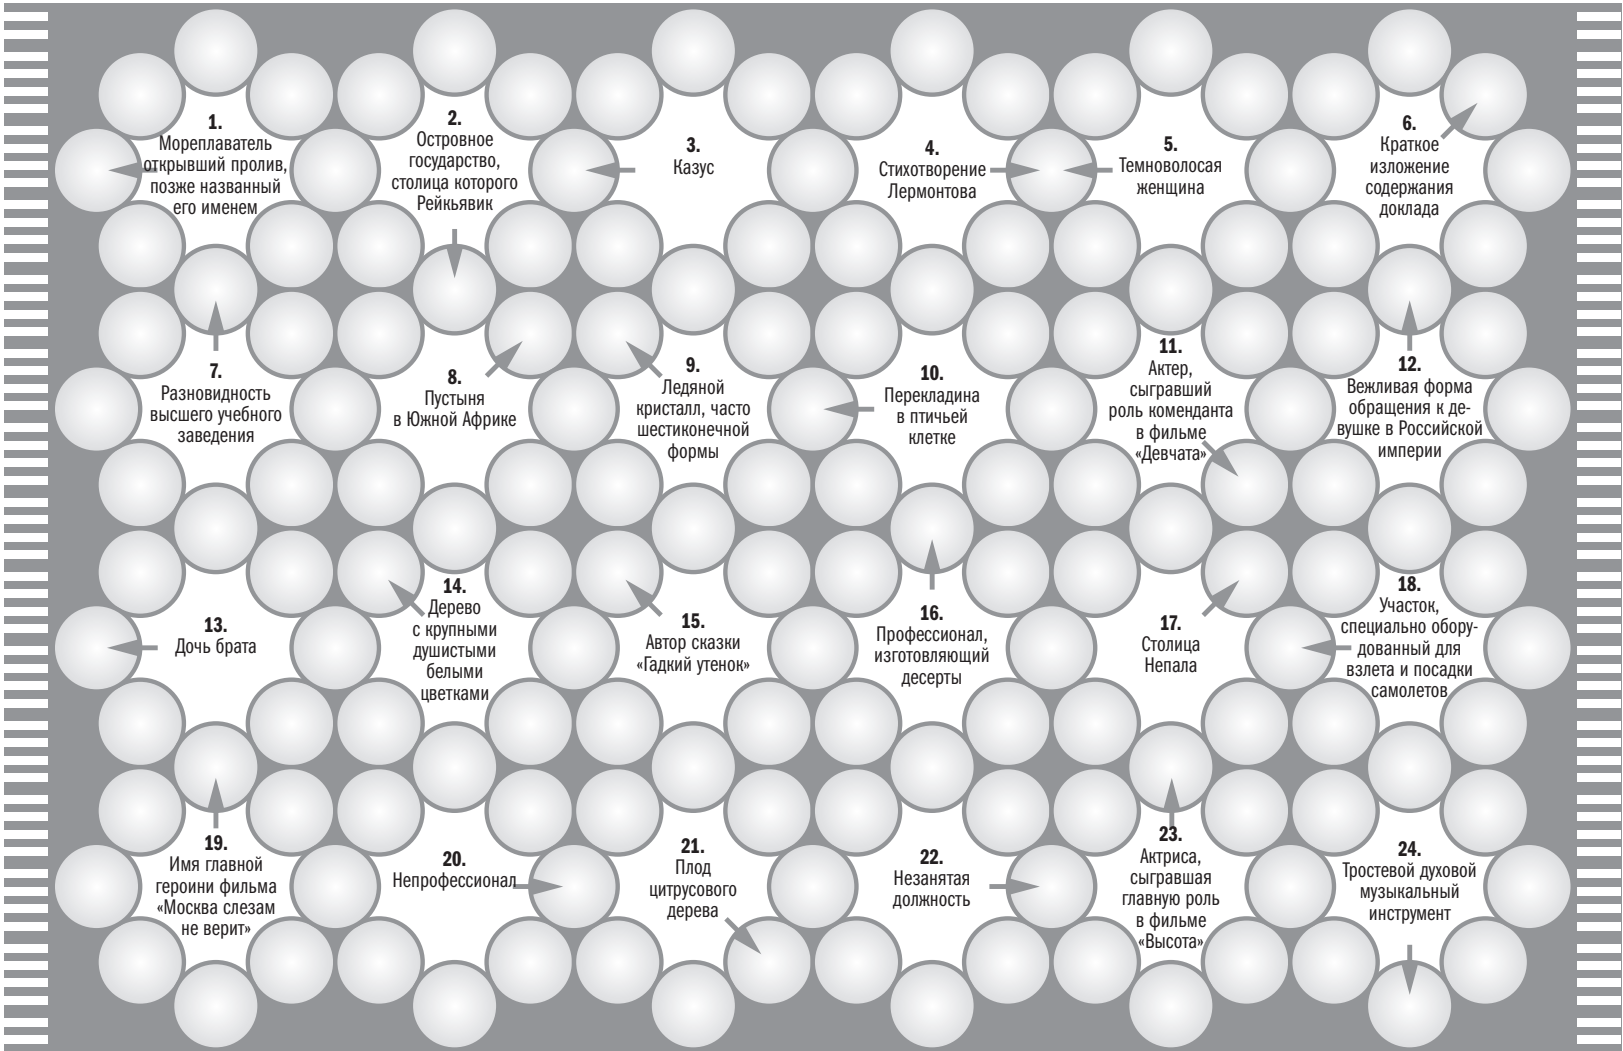 1.
Мореплаватель
открывший пролив,
позже названный
его именем
2.
Островное
государство,
столица которого
Рейкьявик
3.
Казус
4.
Стихотворение
Лермонтова
5.
Темноволосая
женщина
6.
Краткое
изложение
содержания
доклада
7.
Разновидность
высшего учебного
заведения
8.
Пустыня
в Южной Африке
9.
Ледяной
кристалл, часто
шестиконечной
формы
10.
Перекладина
в птичьей
клетке
11.
Актер,
сыгравший
роль коменданта
в фильме
«Девчата»
12.
Вежливая форма
обращения к де-
вушке в Российской
империи
13.
Дочь брата
14.
Дерево
с крупными
душистыми
белыми
цветками
15.
Автор сказки
«Гадкий утенок»
16.
Профессионал,
изготовляющий
десерты
17.
Столица
Непала
18.
Участок,
специально обору-
дованный для
взлета и посадки
самолетов
19.
Имя главной
героини фильма
«Москва слезам
не верит»
20.
Непрофессионал
21.
Плод
цитрусового
дерева
22.
Незанятая
должность
23.
Актриса,
сыгравшая
главную роль
в фильме
«Высота»
24.
Тростевой духовой
музыкальный
инструмент